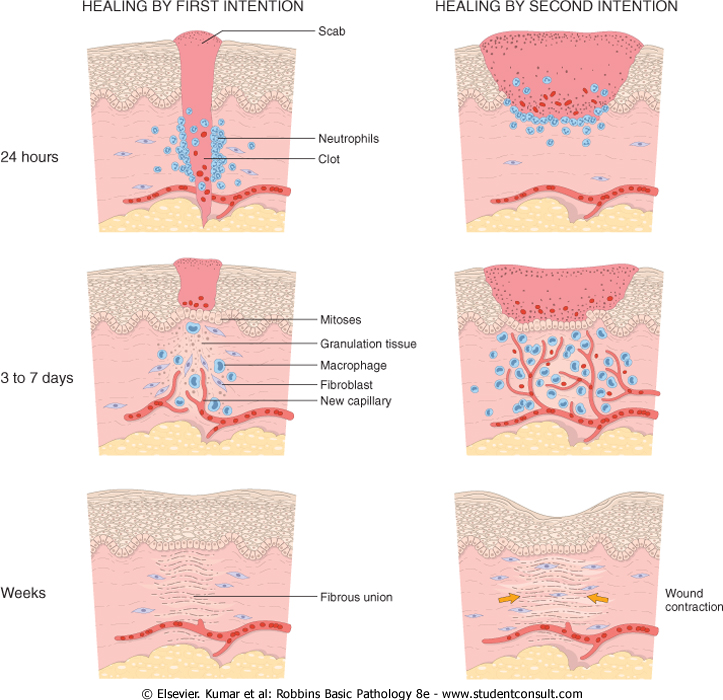 HEALING BY FIRST INTENTION
HEALING BY SECOND INTENTION
Scab
24 hours
Neutrophils
Clot
Mitoses
Granulation tissue
3 to 7 days
Macrophage
Fibroblast
New capillary
Weeks
Fibrous union
Wound
contraction
© Elsevier. Kumar et al: Robbins Basic Pathology 8e - www.studentconsult.com